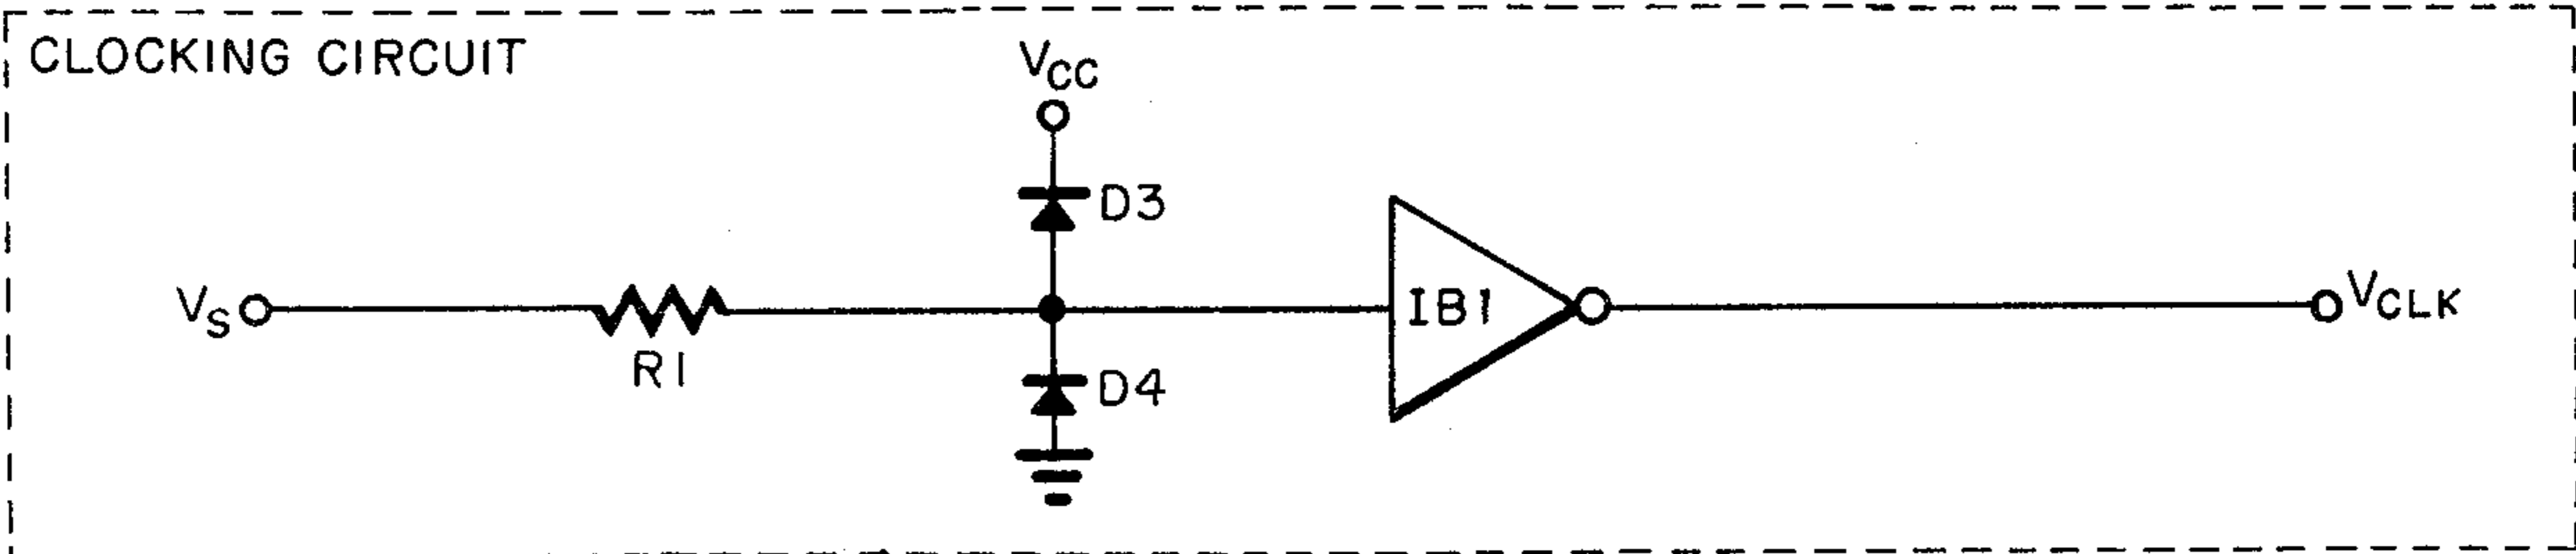 CLOCKING CIRCUIT
VCC
D3
VS
R1
IB1
VCLK
D4